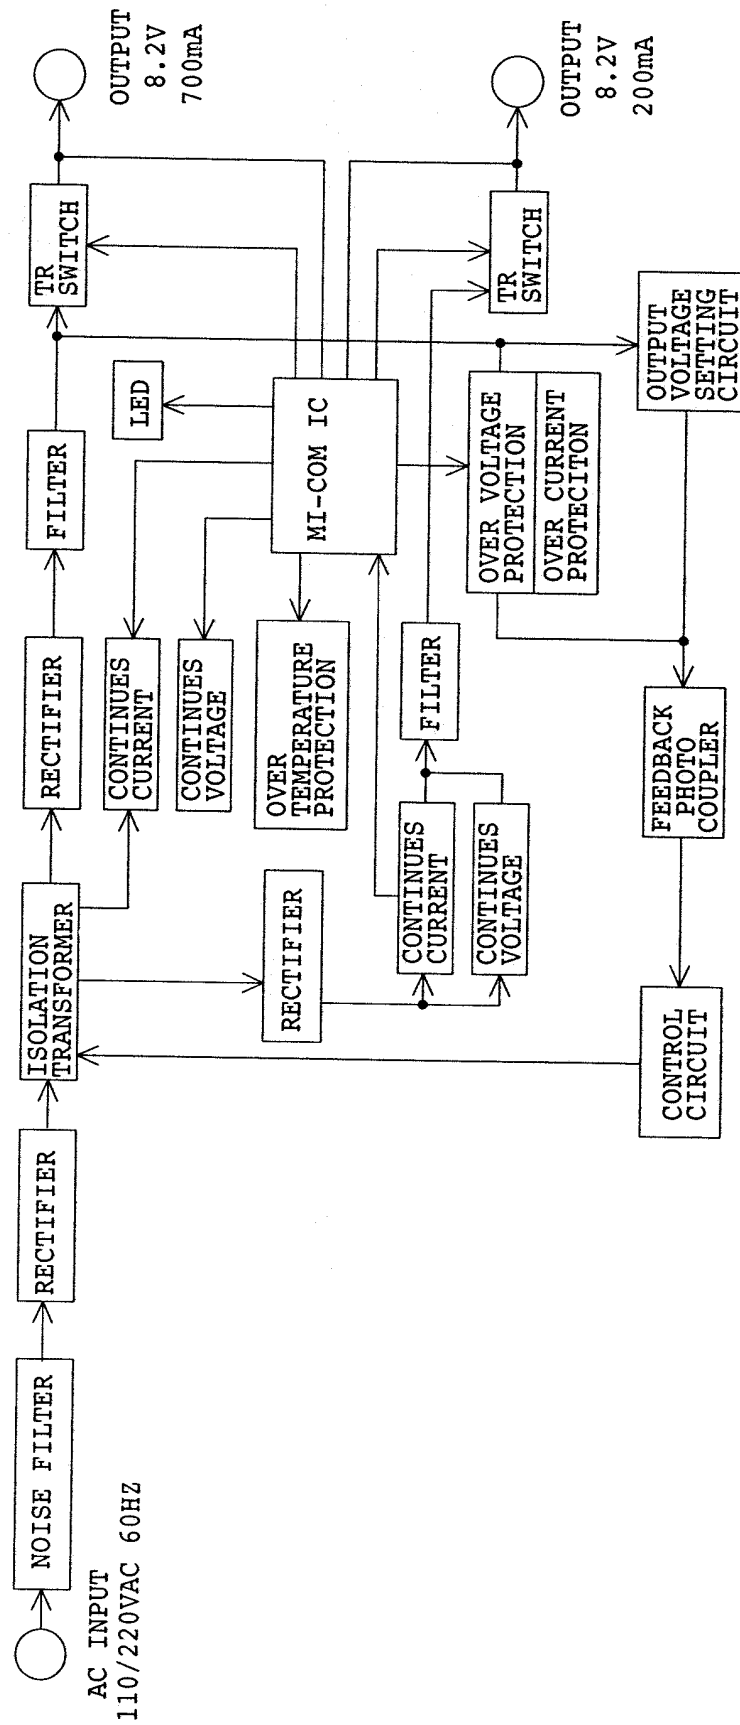 AC INPUT
110/220VAC 60HZ
NOISE FILTER
RECTIFIER
ISOLATION
TRANSFORMER
RECTIFIER
FILTER
TR
SWITCH
OUTPUT
8.2V
700mA
CONTINUES
CURRENT
CONTINUES
VOLTAGE
LED
OVER
TEMPERATURE
PROTECTION
MI-COM IC
RECTIFIER
CONTINUES
CURRENT
CONTINUES
VOLTAGE
FILTER
TR
SWITCH
OUTPUT
8.2V
200mA
OVER VOLTAGE
PROTECTION
OVER CURRENT
PROTECITON
OUTPUT
VOLTAGE
SETTING
CIRCUIT
FEEDBACK
PHOTO
COUPLER
CONTROL
CIRCUIT